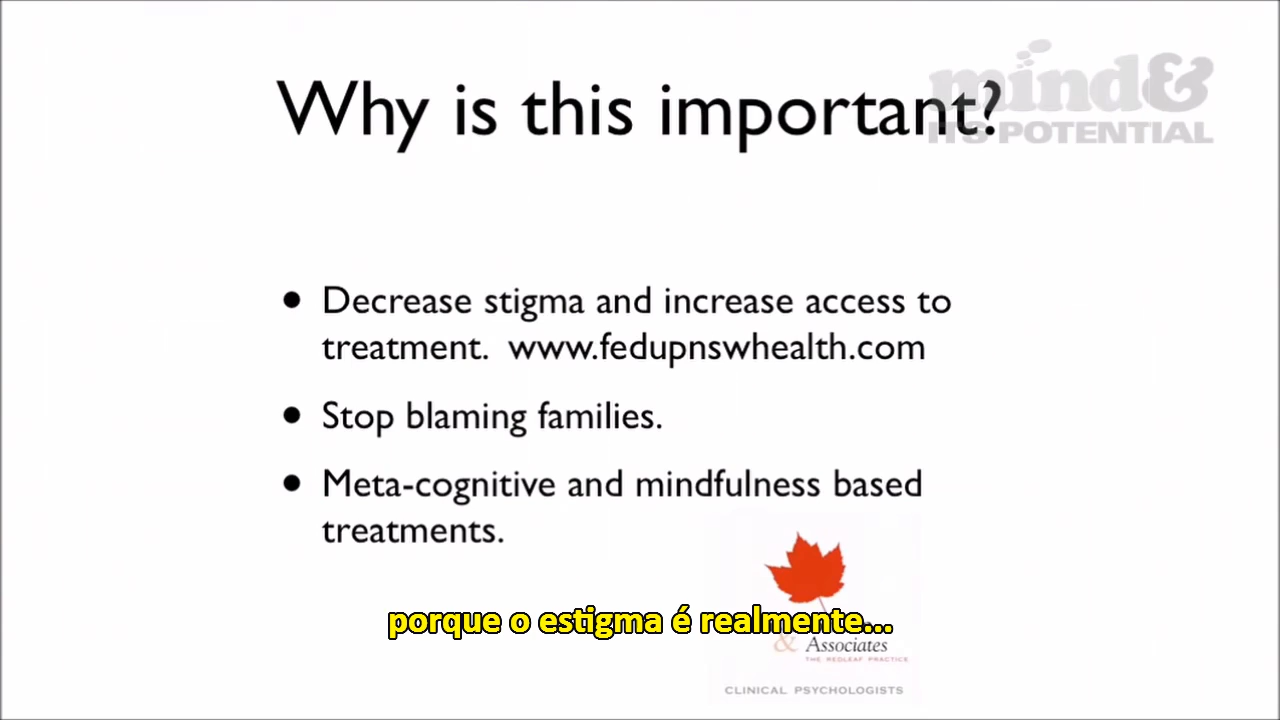 Why is this important?
mind&
ITS POTENTIAL
• Decrease stigma and increase access to
treatment. www.fedupnswhealth.com
• Stop blaming families.
• Meta-cognitive and mindfulness based
treatments.
porque o estigma é realmente...
& Associates
THE REDLEAF PRACTICE
CLINICAL PSYCHOLOGISTS